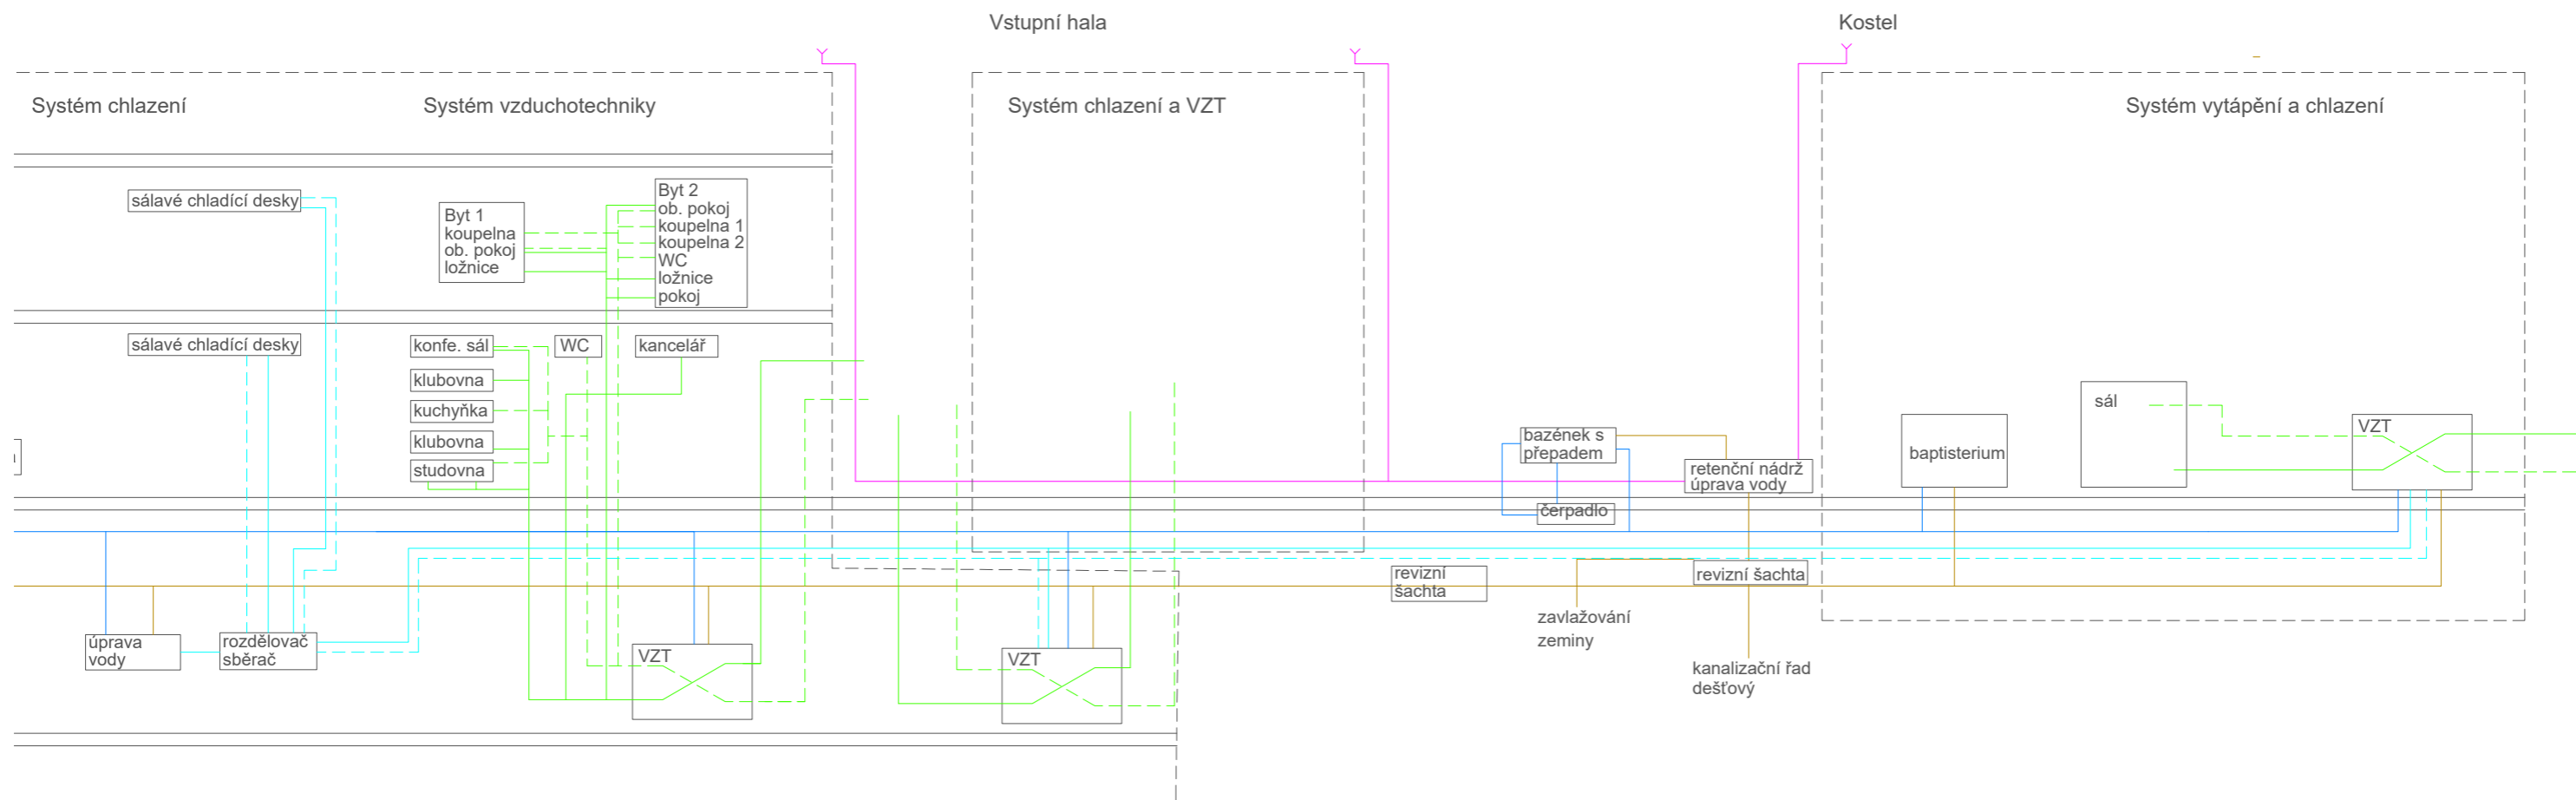 Vstupní hala
Kostel
Systém chlazení
Systém vzduchotechniky
Systém chlazení a VZT
Systém vytápění a chlazení
sálavé chladící desky
Byt 1
koupelna
ob. pokoj
ložnice
Byt 2
ob. pokoj
koupelna 1
koupelna 2
WC
ložnice
pokoj
sálavé chladící desky
konfe. sál
WC
kancelář
klubovna
kuchyňka
klubovna
studovna
bazének s
přepadem
čerpadlo
retenční nádrž
úprava vody
baptisterium
sál
VZT
revizní
šachta
revizní šachta
zavlažování
zeminy
kanalizační řad
dešťový
úprava
vody
rozdělovač
sběrač
VZT
VZT